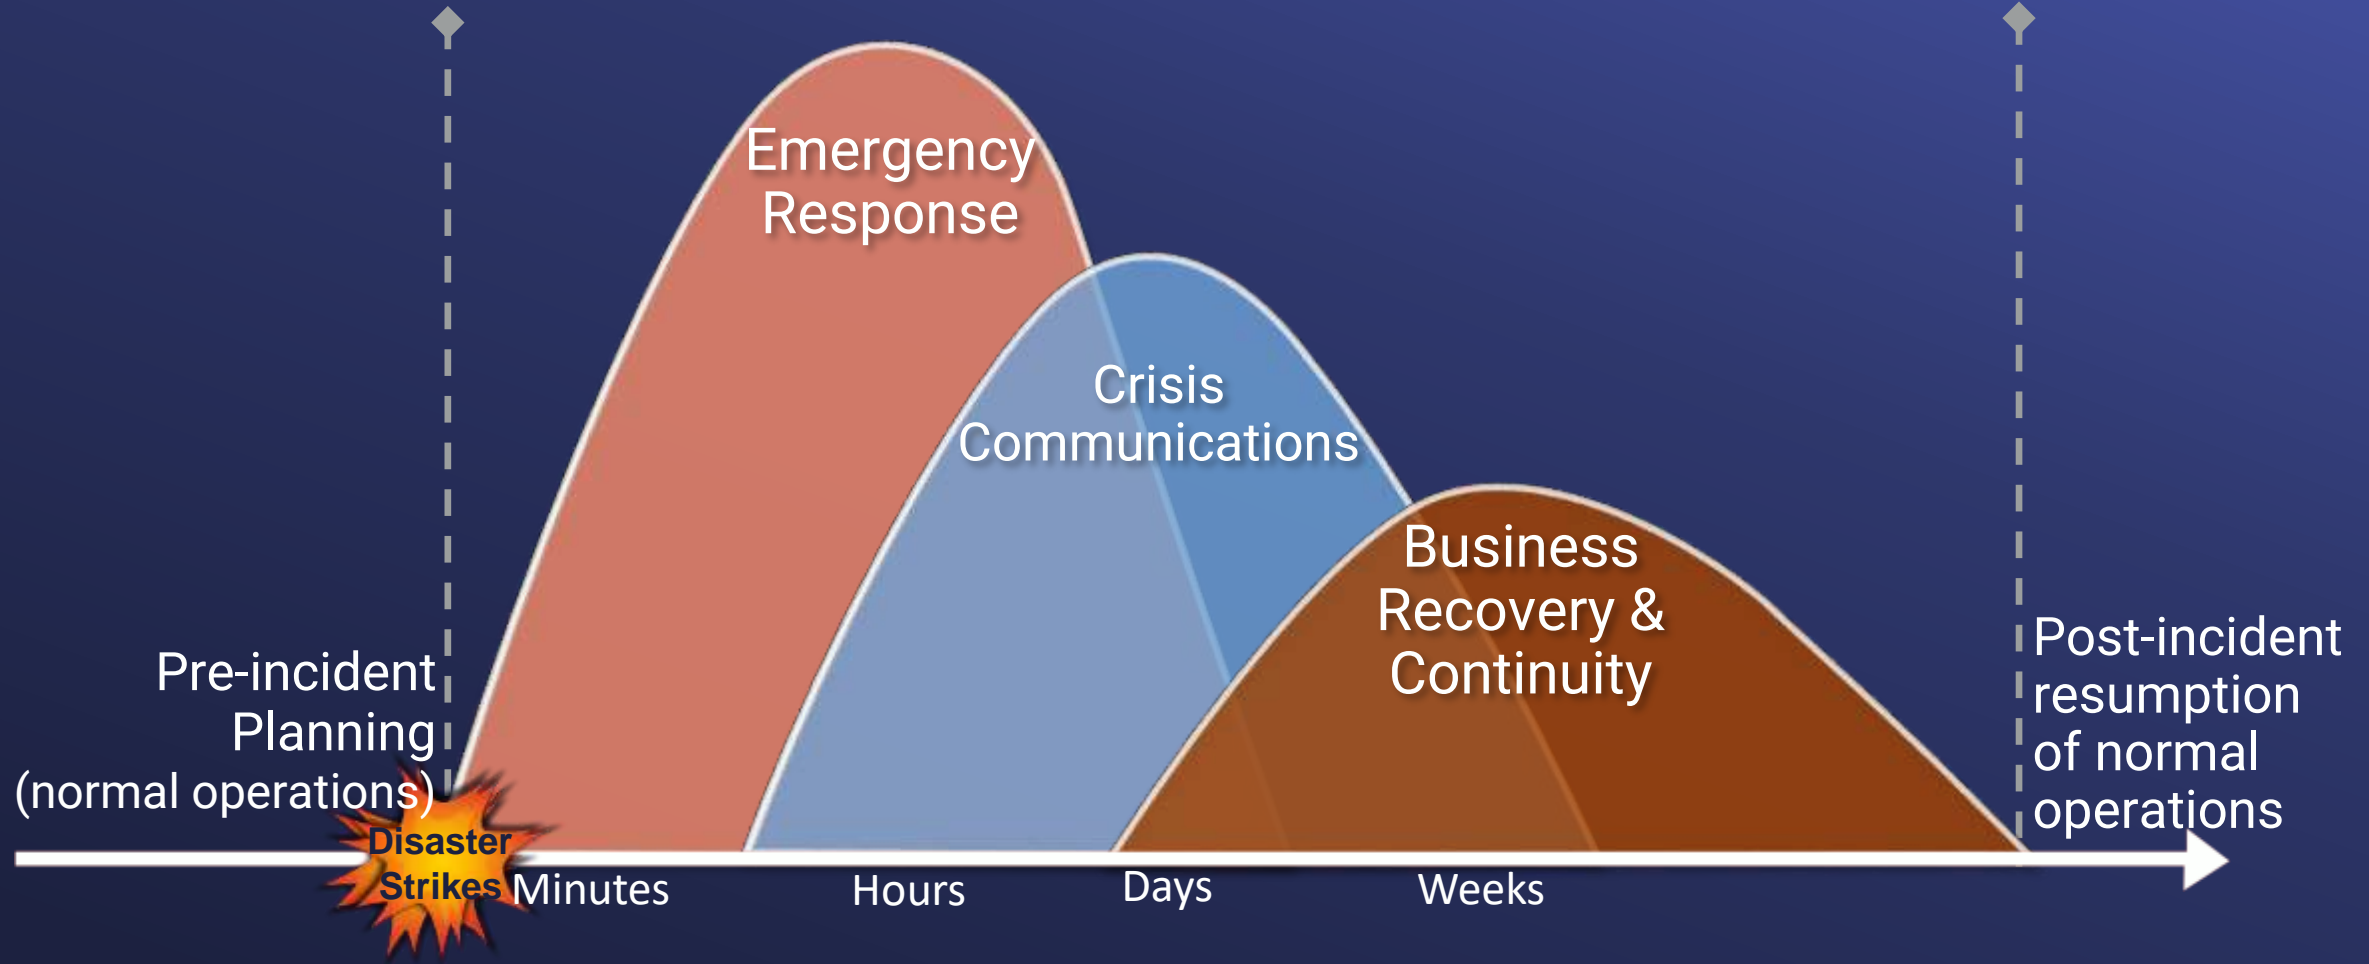 Emergency
Response
Crisis
Communications
Business
Recovery &
Continuity
Pre-incident
Planning
(normal operations)
Post-incident
resumption
of normal
operations
Disaster
Strikes
Minutes
Hours
Days
Weeks